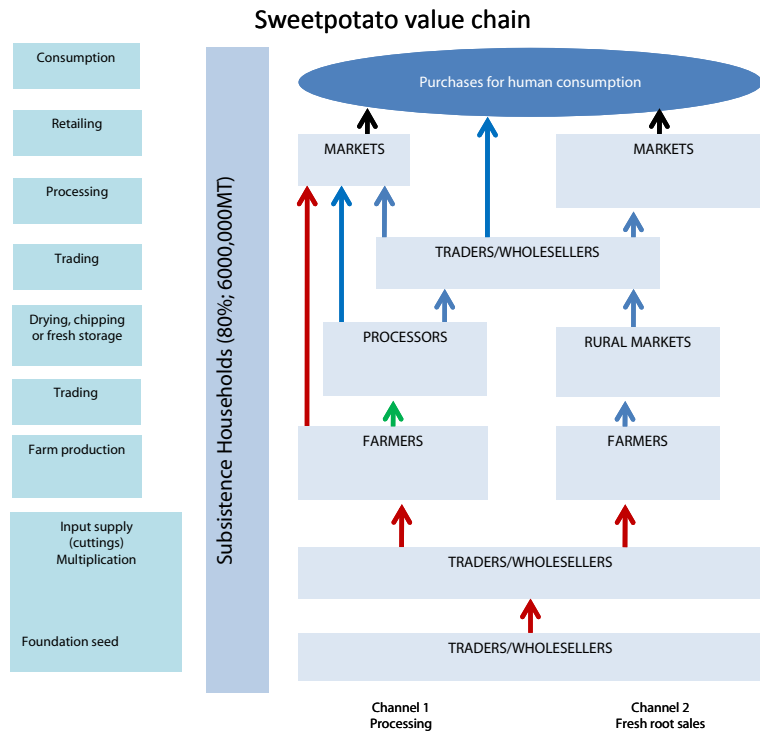 Sweetpotato value chain
Consumption
Retailing
Processing
Trading
Drying, chipping
or fresh storage
Trading
Farm production
Input supply
(cuttings)
Multiplication
Foundation seed
Subsistence Households (80%; 6000,000MT)
Purchases for human consumption
MARKETS
MARKETS
TRADERS/WHOLESELLERS
PROCESSORS
RURAL MARKETS
FARMERS
FARMERS
TRADERS/WHOLESELLERS
TRADERS/WHOLESELLERS
Channel 1
Processing
Channel 2
Fresh root sales